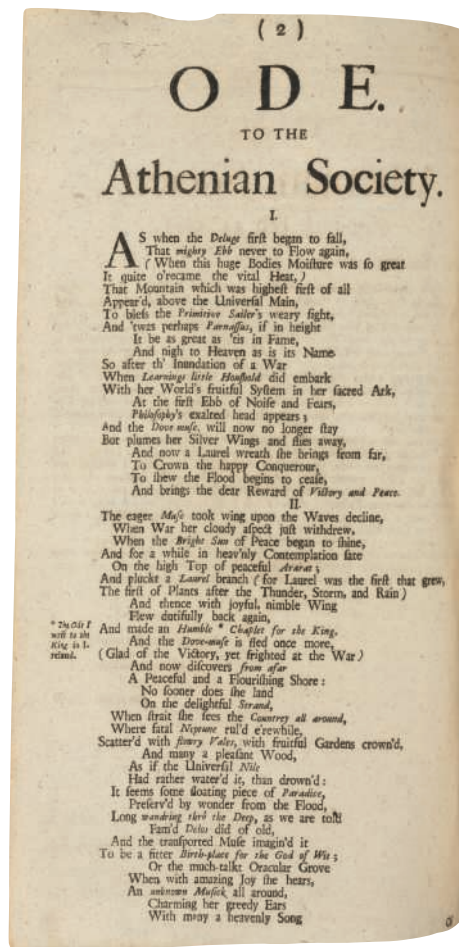 ( 2 )
ODE.
TO THE
Athenian Society.
I.
AS when the Deluge first began to fall,
That mighty Ebb never to Flow again,
( When this huge Bodies Moisture was so great
It quite o'recame the vital Heat, )
That Mountain which was highest first of all
Appear'd, above the Universal Main,
To bless the Primitive Sailer's weary sight,
And 'twas perhaps Parnassus, if in height
It be as great as 'tis in Fame,
And nigh to Heaven as is its Name.
So after th' Inundation of a War
When Learnings little Houshold did embark
With her World's fruitful System in her sacred Ark,
At the first Ebb of Noise and Fears,
Philosophy's exalted head appears ;
And the Dove muse, will now no longer stay
But plumes her Silver Wings and flies away,
And now a Laurel wreath she brings from far,
To Crown the happy Conquerour,
To shew the Flood begins to cease,
And brings the dear Reward of Victory and Peace.
II.
The eager Muse took wing upon the Waves decline,
When War her cloudy aspect just withdrew,
When the Bright Sun of Peace began to shine,
And for a while in heav'nly Contemplation sate
On the high Top of peaceful Ararat ;
And pluckt a Laurel branch ( for Laurel was the first that grew,
The first of Plants after the Thunder, Storm, and Rain )
And thence with joyful, nimble Wing
Flew dutifully back again,
And made an Humble * Chaplet for the King.
* The Ode I
writ to the
King in I-
reland.
And the Dove-muse is fled once more,
( Glad of the Victory, yet frighted at the War )
And now discovers from afar
A Peaceful and a Flourishing Shore :
No sooner does she land
On the delightful Strand,
When strait she sees the Countrey all around,
Where fatal Neptune rul'd e'rewhile,
Scatter'd with flowry Vales, with fruitful Gardens crown'd,
And many a pleasant Wood,
As if the Universal Nile
Had rather water'd it, than drown'd :
It seems some floating piece of Paradice,
Preserv'd by wonder from the Flood,
Long wandring thrô the Deep, as we are told
Fam'd Delos did of old,
And the transported Muse imagin'd it
To be a fitter Birth-place for the God of Wit ;
Or the much-talkt Oracular Grove
When with amazing Joy she hears,
An unknown Musick all around,
Charming her greedy Ears
With many a heavenly Song